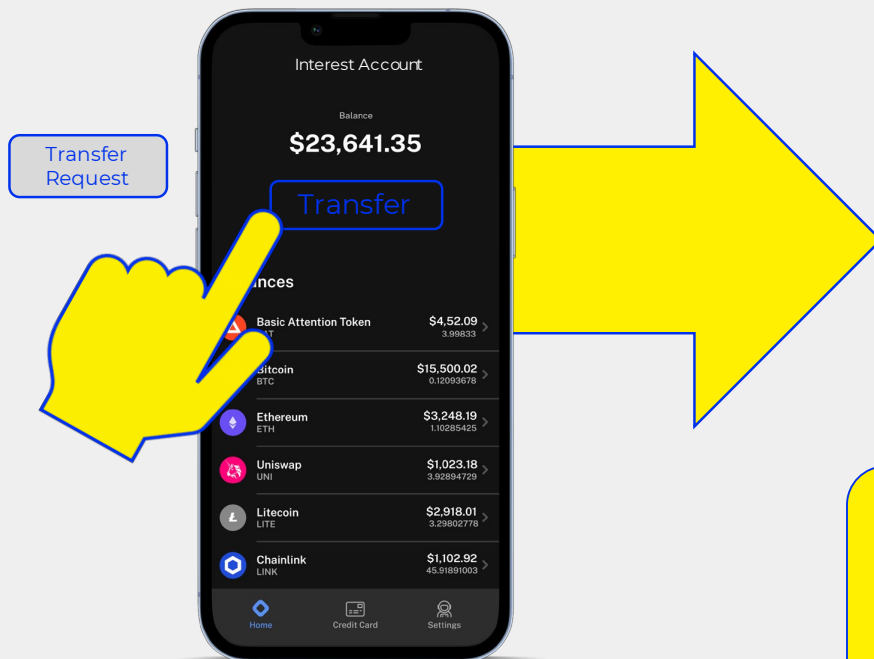 Interest Account
Balance
$23,641.35
Transfer
Request
Transfer
nces
Basic Attention Token $4,52.09
AT 3.99833
Bitcoin $15,500.02
BTC 0.12093678
Ethereum $3,248.19
ETH 1.10285425
Uniswap $1,023.18
UNI 3.92894729
Litecoin $2,918.01
LITE 3.29802778
Chainlink $1,102.92
LINK 45.91891003
Home Credit Card Settings